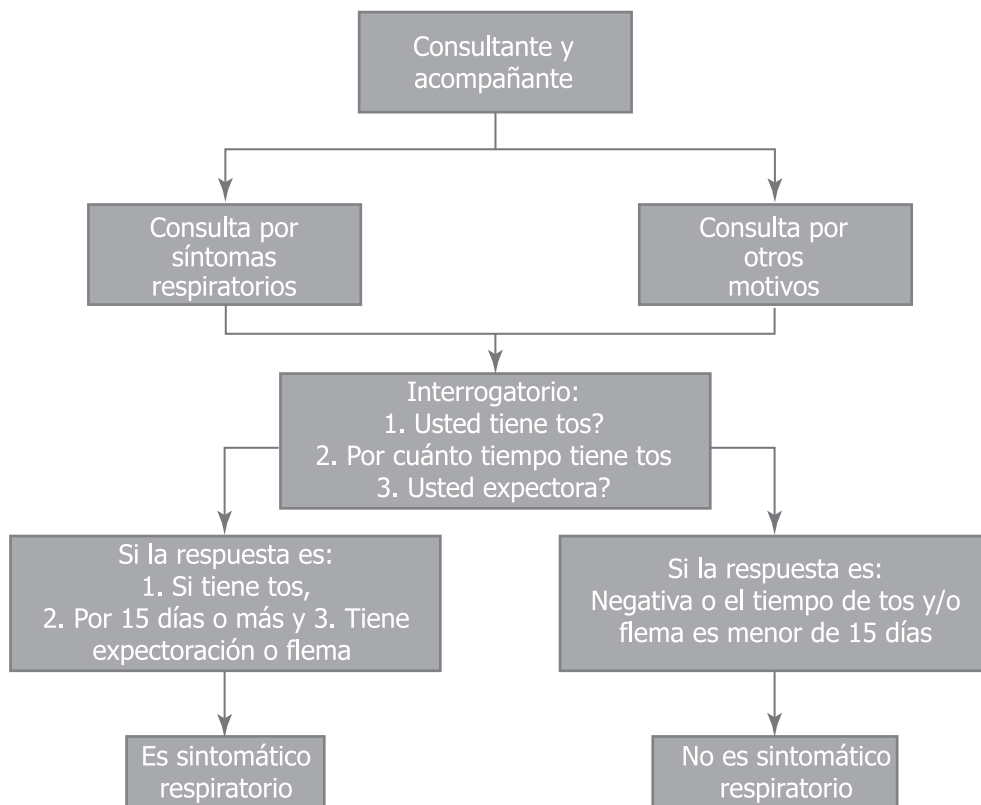 Consultante y
acompañante
Consulta por
síntomas
respiratorios
Consulta por
otros
motivos
Interrogatorio:
1. Usted tiene tos?
2. Por cuánto tiempo tiene tos
3. Usted expectora?
Si la respuesta es:
1. Si tiene tos,
2. Por 15 días o más y 3. Tiene
expectoración o flema
Si la respuesta es:
Negativa o el tiempo de tos y/o
flema es menor de 15 días
Es sintomático
respiratorio
No es sintomático
respiratorio